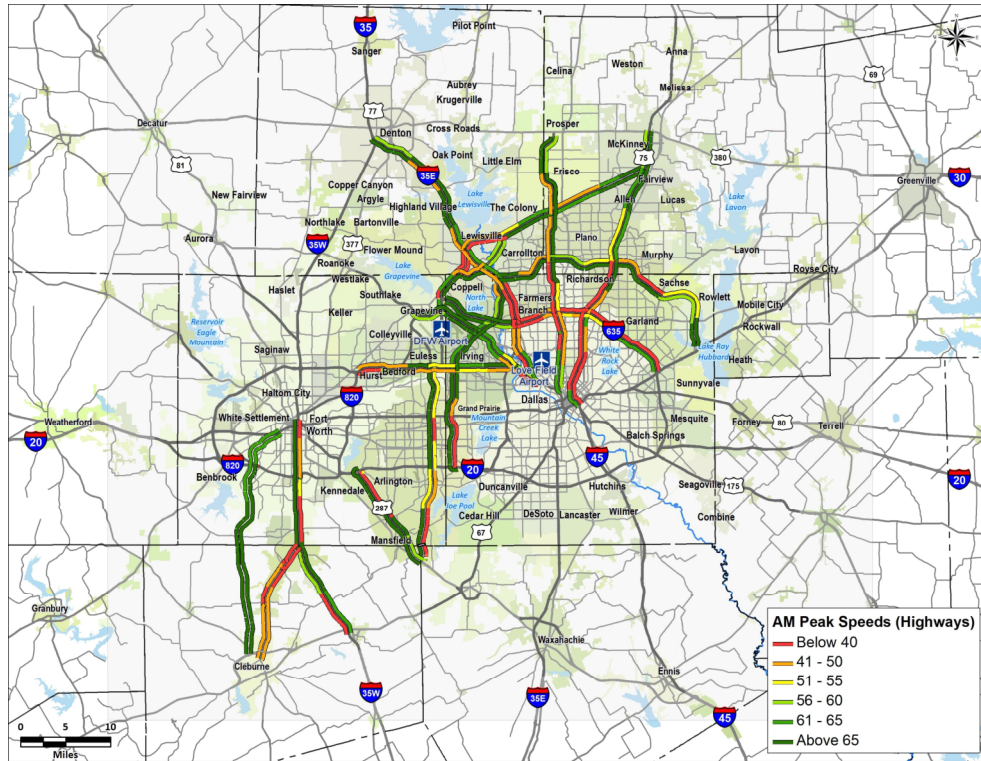 35
Pilot Point
Sanger
Anna
Weston
Celina
69
Melissa
Aubrey
Krugerville
77
Decatur
Denton
Cross Roads
Prosper
McKinney
75
380
Oak Point
Little Elm
81
35E
Frisco
Fairview
30
Greenville
Copper Canyon
Argyle
Lake
Lewisville
Allen
Lucas
Lake
Lavon
New Fairview
Highland Village
The Colony
Northlake
Bartonville
Aurora
35W
377
Flower Mound
Lewisville
Carrollton
Plano
Murphy
Lavon
Roanoke
Westlake
Lake
Grapevine
Royse City
Haslet
Coppell
Richardson
Sachse
Southlake
North
Lake
Farmers
Branch
Rowlett
Mobile City
Keller
Grapevine
Reservoir
Eagle
Mountain
DFW Airport
635
Garland
Rockwall
Colleyville
Saginaw
Euless
Irving
White
Rock
Lake
Lake Ray
Hubbard
Heath
Hurst
Bedford
Love Field
Airport
Sunnyvale
Haltom City
820
Dallas
Grand Prairie
White Settlement
Fort
Worth
Mountain
Creek
Lake
Mesquite
Forney
80
Terrell
Weatherford
20
Balch Springs
820
Benbrook
20
45
Arlington
Kennedale
Duncanville
Hutchins
Seagoville
175
20
287
Lake
Joe Pool
Cedar Hill
DeSoto
Lancaster
Wilmer
Combine
67
Mansfield
Granbury
Waxahachie
Cleburne
Ennis
35W
35E
45
0 5 10
Miles
AM Peak Speeds (Highways)
Below 40
41 - 50
51 - 55
56 - 60
61 - 65
Above 65